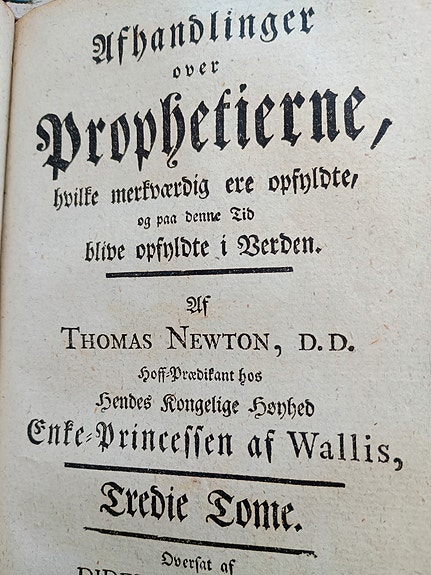 Afhandlinger
over
Prophetierne,
hvilke merkværdig ere opfyldte,
og paa denne Tid
blive opfyldte i Verden.
Af
THOMAS NEWTON, D.D.
Hoff-Prædikant hos
Hendes Kongelige Høyhed
Enke-Princessen af Wallis,
Tredie Tome.
Oversat af